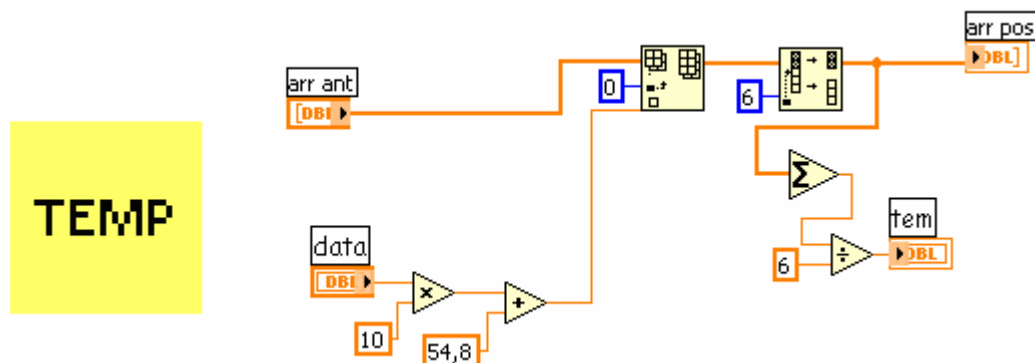 arr pos
DBL]
arr ant
[DBL
0
6
TEMP
Σ
data
DBL
×
10
+
54,8
tem
DBL
6
÷